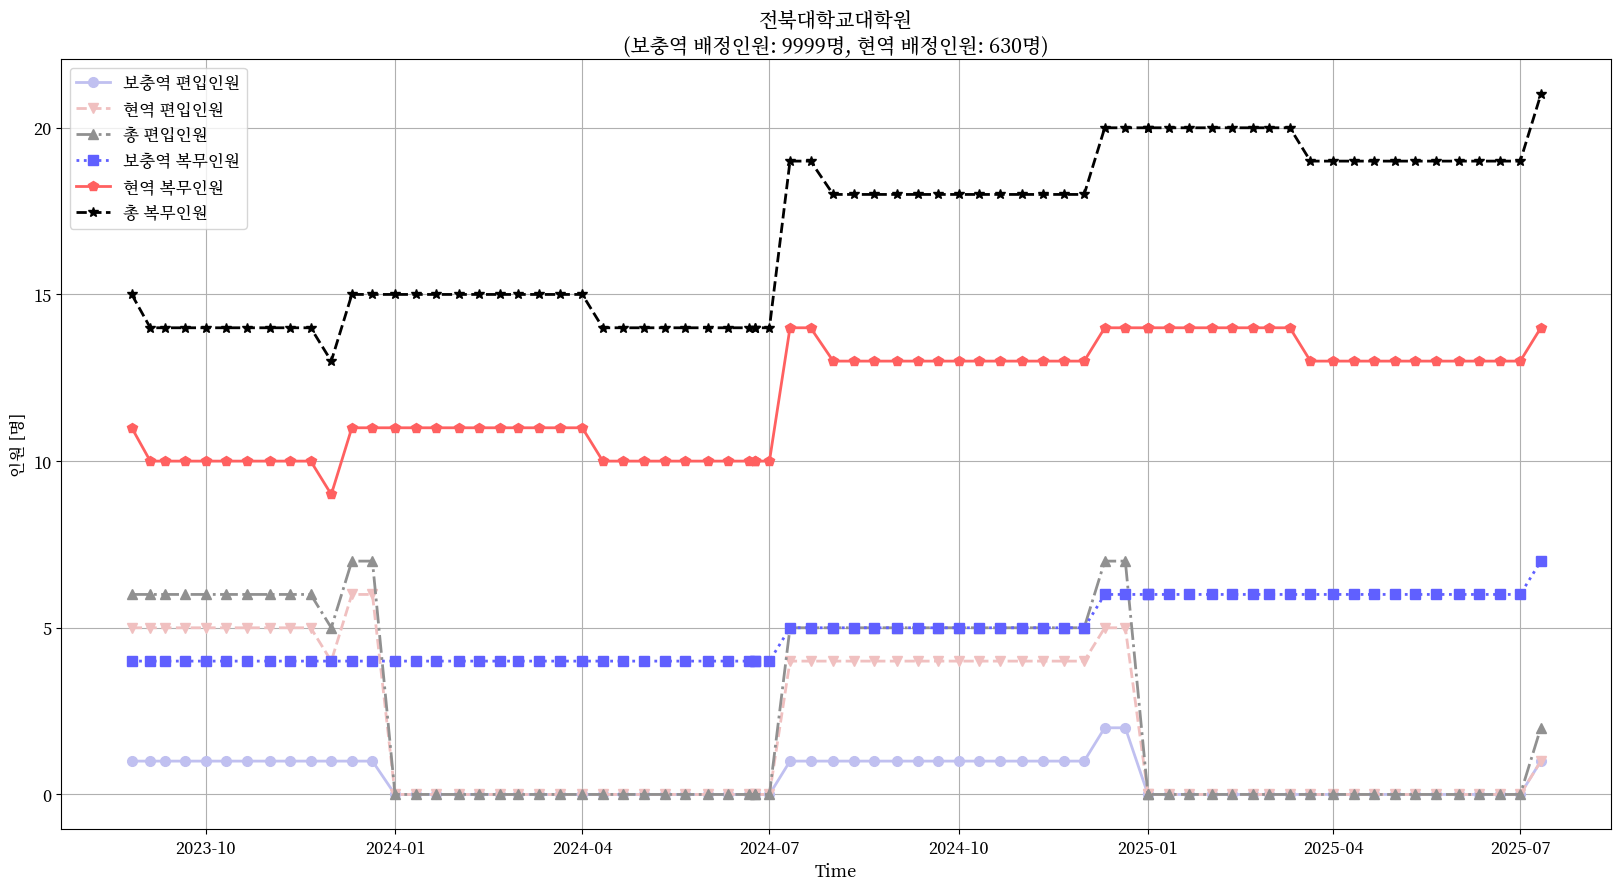 전북대학교대학원
(보충역 배정인원: 9999명, 현역 배정인원: 630명)
보충역 편입인원
현역 편입인원
총 편입인원
보충역 복무인원
현역 복무인원
총 복무인원
인원 [명]
20
15
10
5
0
2023-10
2024-01
2024-04
2024-07
2024-10
2025-01
2025-04
2025-07
Time